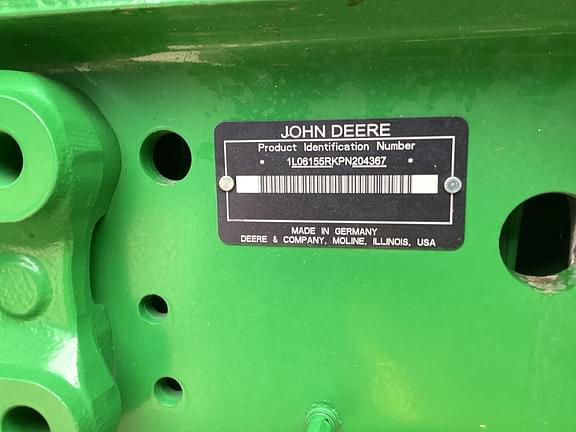 JOHN DEERE
Product Identification Number
* 1L06155RKPN204367 *
MADE IN GERMANY
DEERE & COMPANY, MOLINE, ILLINOIS, USA